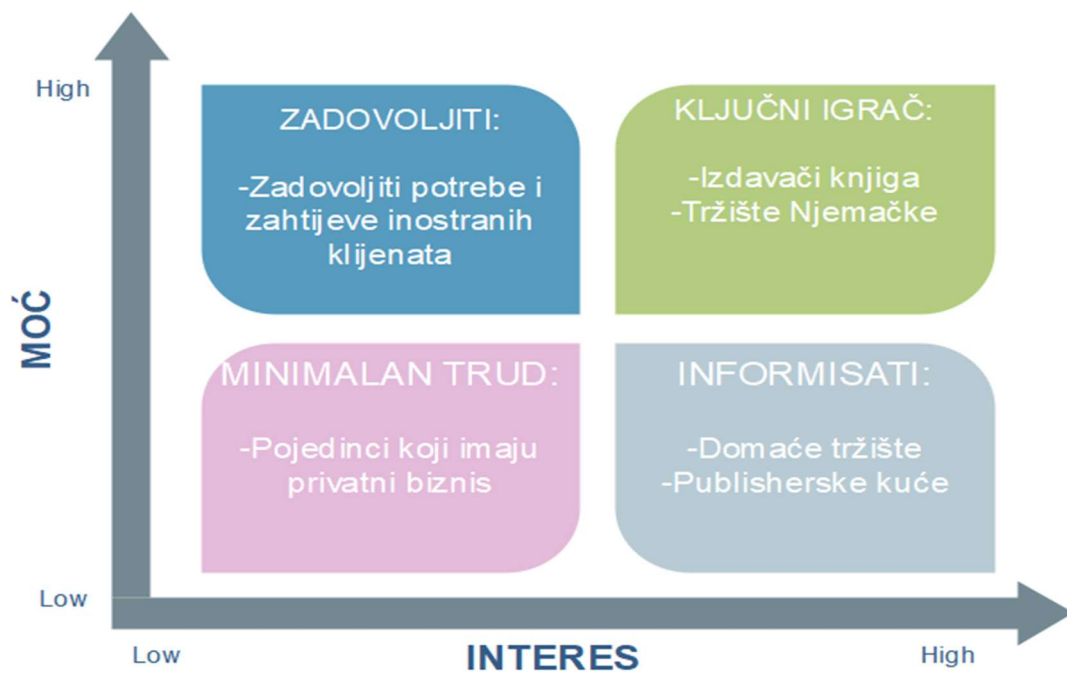 High
ZADOVOLJITI:
-Zadovoljiti potrebe i
zahtijeve inostranih
klijenata
KLJUČNI IGRAČ:
-Izdavači knjiga
-Tržište Njemačke
MOĆ
MINIMALAN TRUD:
-Pojedinci koji imaju
privatni biznis
INFORMISATI:
-Domaće tržište
-Publisherske kuće
Low
Low
INTERES
High